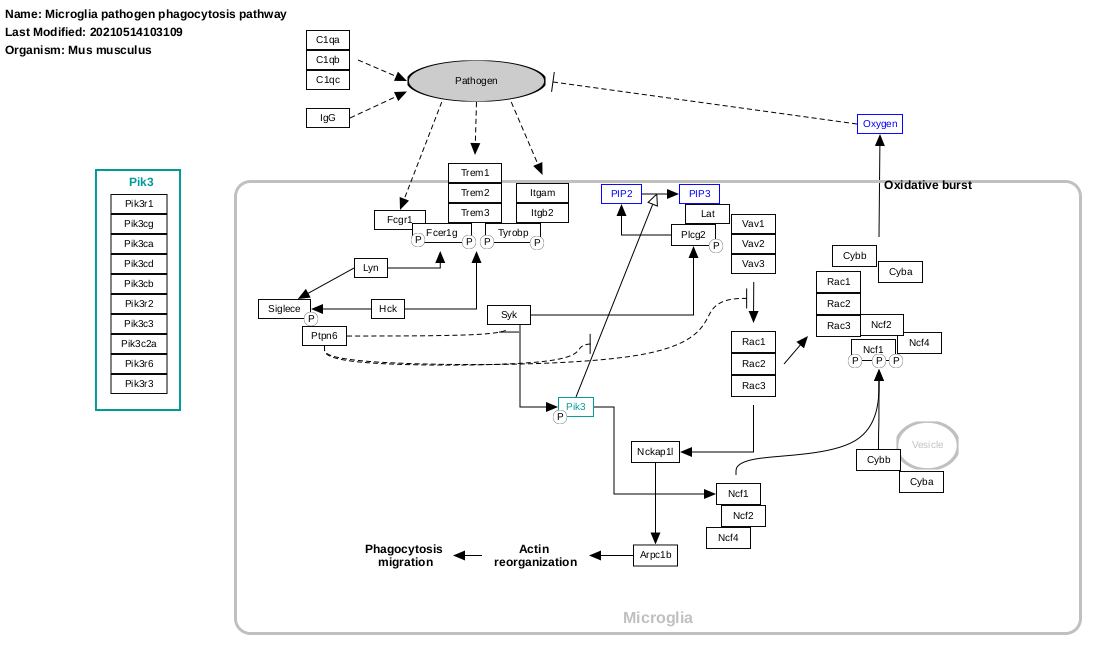 Name: Microglia pathogen phagocytosis pathway
Last Modified: 20210514103109
Organism: Mus musculus
C1qa
C1qb
C1qc
IgG
Pathogen
Oxygen
Oxidative burst
Pik3
Pik3r1
Pik3cg
Pik3ca
Pik3cd
Pik3cb
Pik3r2
Pik3c3
Pik3c2a
Pik3r6
Pik3r3
Trem1
Trem2
Trem3
Itgam
Itgb2
Fcgr1
Fcer1g
Tyrobp
P
P
P
P
PIP2
PIP3
Lat
Plcg2
P
Vav1
Vav2
Vav3
Cybb
Cyba
Rac1
Rac2
Rac3
Ncf2
Ncf4
Ncf1
P
P
P
Lyn
Hck
Siglece
P
Ptpn6
Syk
Rac1
Rac2
Rac3
Pik3
P
Nckap1l
Vesicle
Cybb
Cyba
Ncf1
Ncf2
Ncf4
Phagocytosis
migration
Actin
reorganization
Arpc1b
Microglia